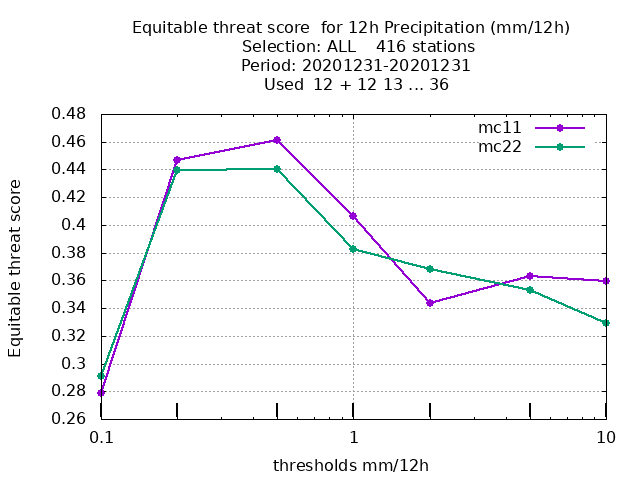 Equitable threat score  for 12h Precipitation (mm/12h)
Selection: ALL    416 stations
Period: 20201231-20201231
Used  12 + 12 13 ... 36
mc11
mc22
0.48
0.46
0.44
0.42
0.4
0.38
0.36
0.34
0.32
0.3
0.28
0.26
Equitable threat score
0.1
1
10
thresholds mm/12h